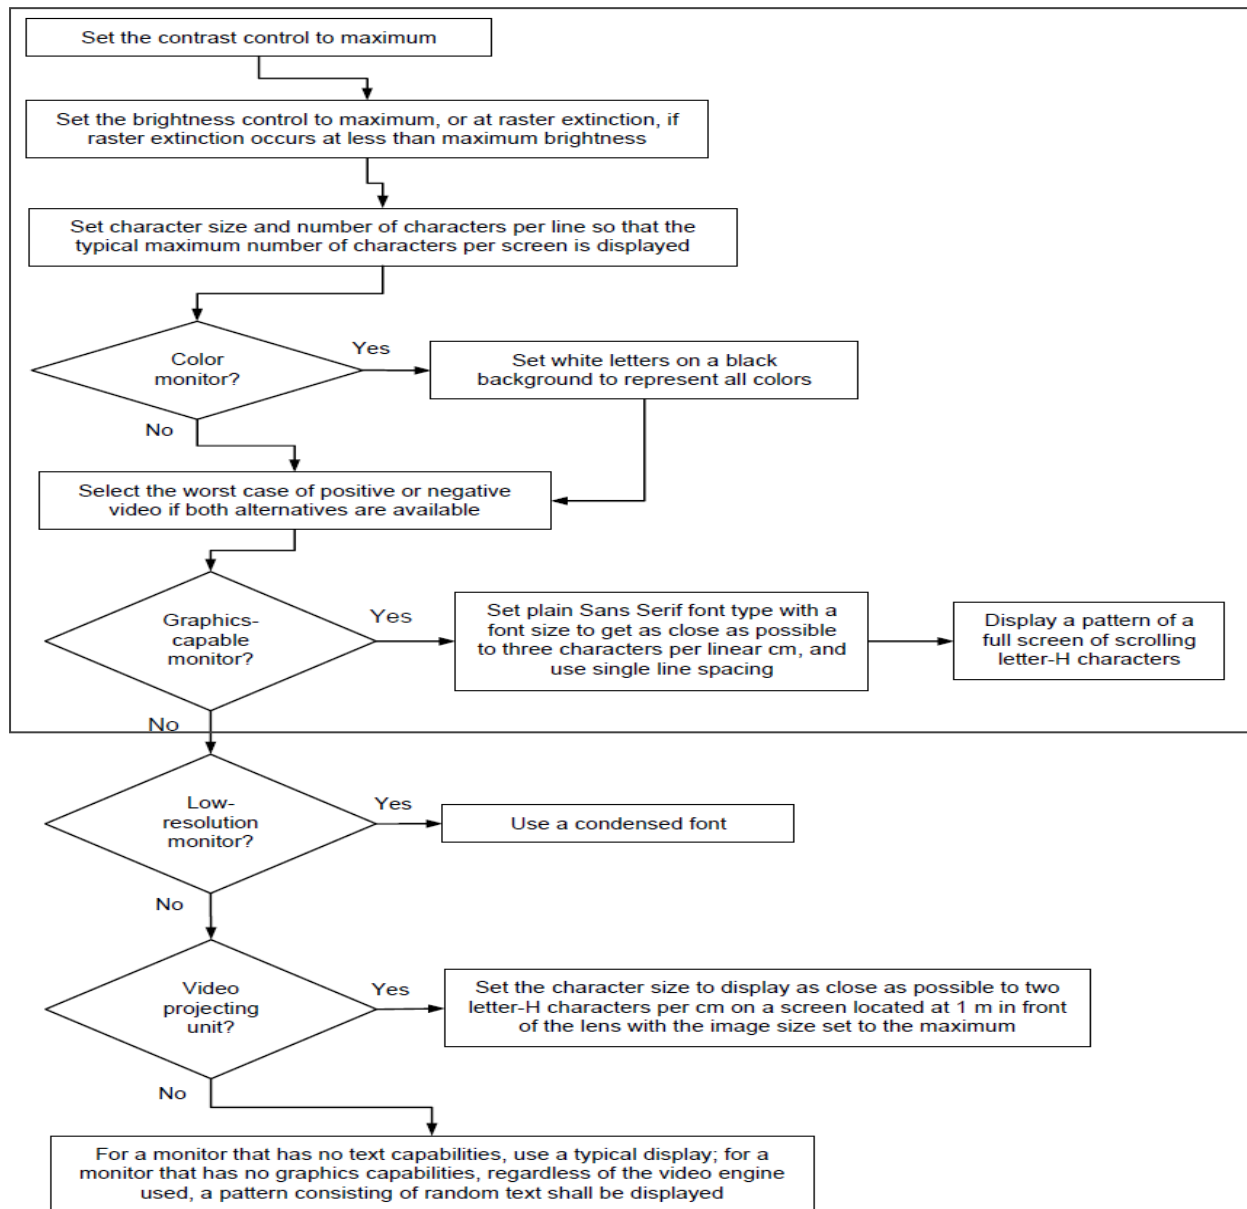 Set the contrast control to maximum
Set the brightness control to maximum, or at raster extinction, if
raster extinction occurs at less than maximum brightness
Set character size and number of characters per line so that the
typical maximum number of characters per screen is displayed
Color
monitor?
Yes
Set white letters on a black
background to represent all colors
No
Select the worst case of positive or negative
video if both alternatives are available
Graphics-
capable
monitor?
Yes
Set plain Sans Serif font type with a
font size to get as close as possible
to three characters per linear cm, and
use single line spacing
Display a pattern of a
full screen of scrolling
letter-H characters
No
Low-
resolution
monitor?
Yes
Use a condensed font
No
Video
projecting
unit?
Yes
Set the character size to display as close as possible to two
letter-H characters per cm on a screen located at 1 m in front
of the lens with the image size set to the maximum
No
For a monitor that has no text capabilities, use a typical display; for a
monitor that has no graphics capabilities, regardless of the video engine
used, a pattern consisting of random text shall be displayed